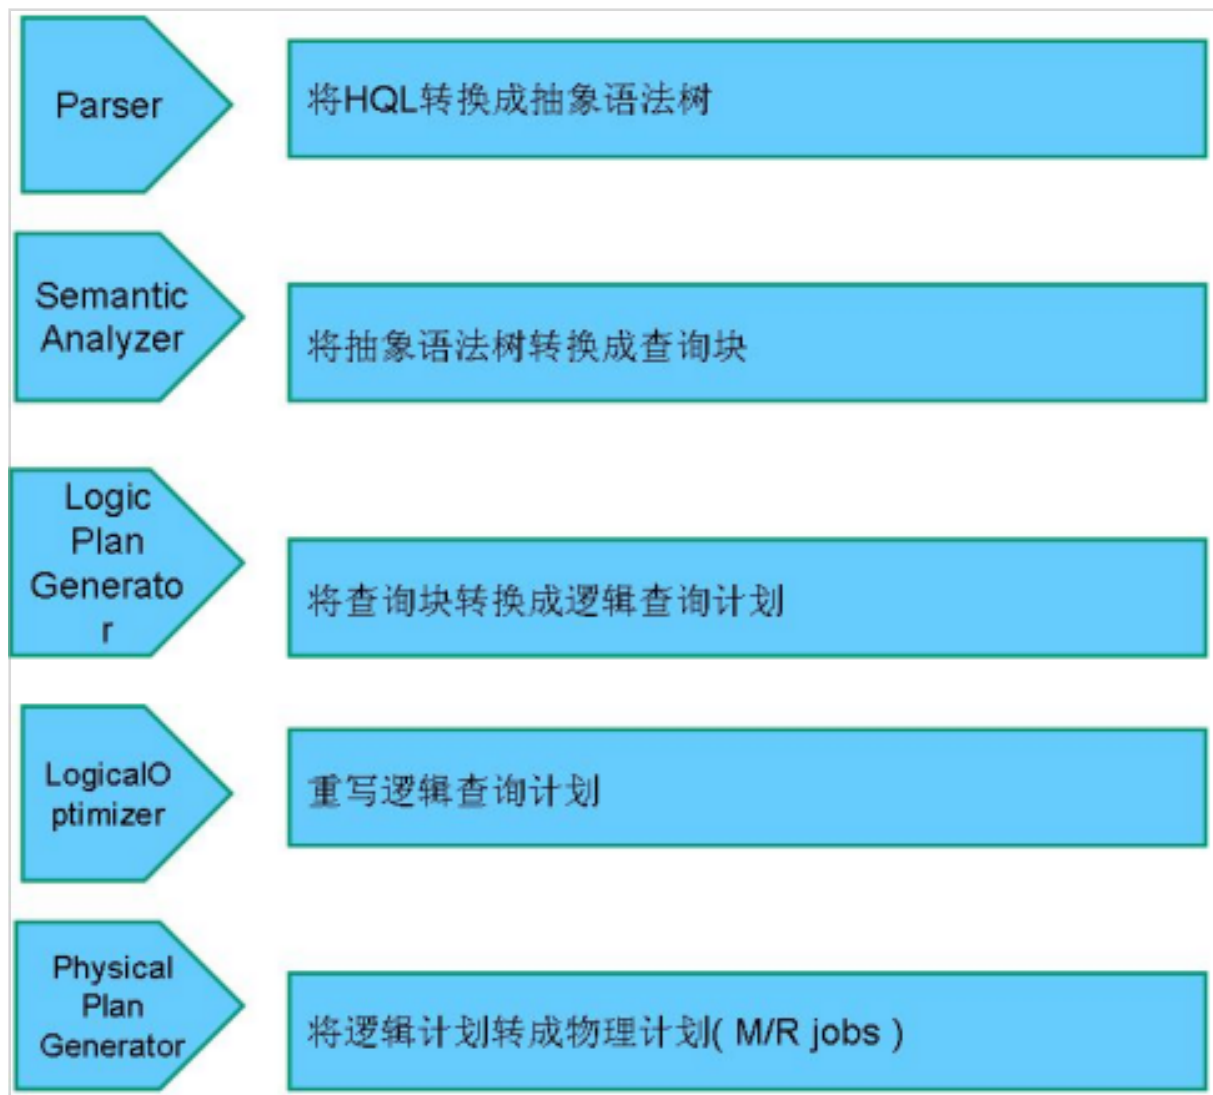 Parser
将HQL转换成抽象语法树
Semantic
Analyzer
将抽象语法树转换成查询块
Logic
Plan
Generato
r
将查询块转换成逻辑查询计划
LogicalO
ptimizer
重写逻辑查询计划
Physical
Plan
Generator
将逻辑计划转成物理计划( M/R jobs )